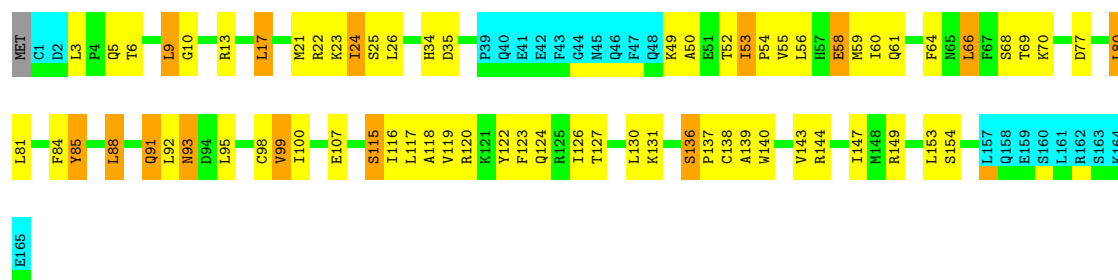 MET C1 D2 L3 P4 Q5 T6 L9 G10 R13 L17 M21 R22 K23 I24 S25 L26 H34 D35 P39 Q40 E41 E42 F43 G44 N45 Q46 F47 Q48 K49 A50 E51 T52 I53 P54 V55 L56 H57 E58 M59 I60 Q61 F64 N65 L66 F67 S68 T69 K70 D77 L80
L81 F84 Y85 L88 Q91 L92 N93 D94 L95 C98 V99 I100 E107 S115 I116 L117 A118 V119 R120 K121 Y122 F123 Q124 R125 I126 T127 L130 K131 S136 P137 C138 A139 W140 V143 R144 I147 M148 R149 L153 S154 L157 Q158 E159 S160 L161 R162 S163 K164
E165